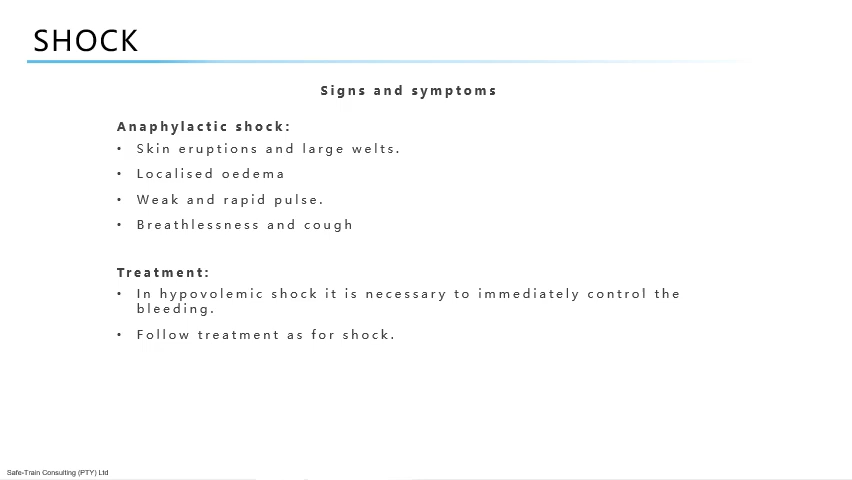 SHOCK
Signs and symptoms
Anaphylactic shock:
• Skin eruptions and large welts.
• Localised oedema
• Weak and rapid pulse.
• Breathlessness and cough
Treatment:
• In hypovolemic shock it is necessary to immediately control the
bleeding.
• Follow treatment as for shock.
Safe-Train Consulting (PTY) Ltd